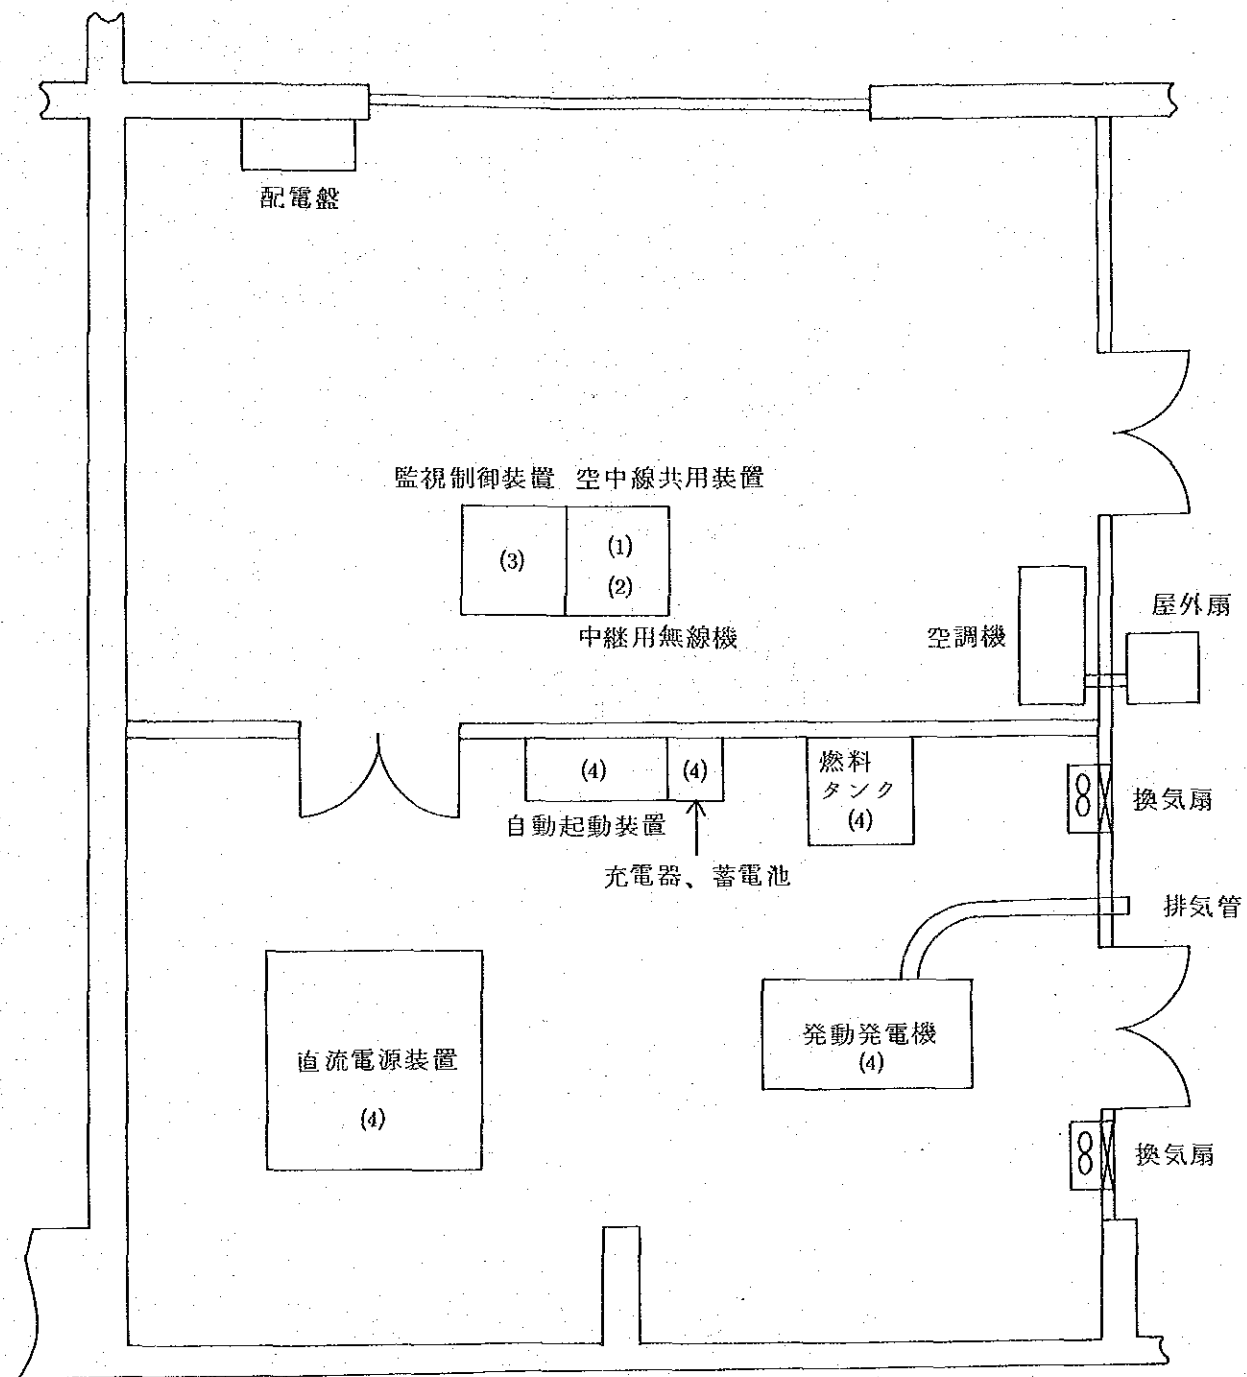 配電盤
監視制御装置 空中線共用装置
(3)
(1)
(2)
中継用無線機
空調機
屋外扇
(4)
(4)
自動起動装置
充電器、蓄電池
燃料
タンク
(4)
換気扇
排気管
直流電源装置
(4)
発動発電機
(4)
換気扇